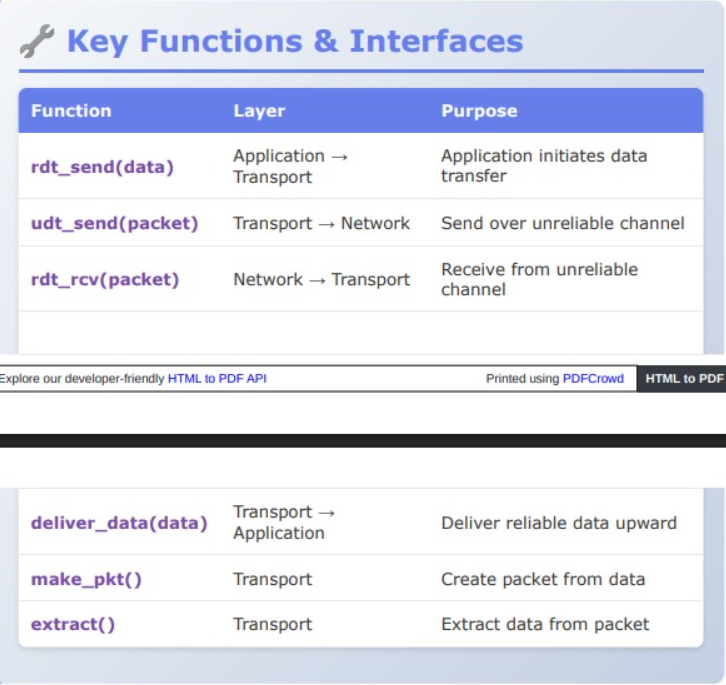 Key Functions & Interfaces
Function Layer Purpose
rdt_send(data) Application → Transport Application initiates data transfer
udt_send(packet) Transport → Network Send over unreliable channel
rdt_rcv(packet) Network → Transport Receive from unreliable channel
Explore our developer-friendly HTML to PDF API Printed using PDFCrowd HTML to PDF
deliver_data(data) Transport → Application Deliver reliable data upward
make_pkt() Transport Create packet from data
extract() Transport Extract data from packet